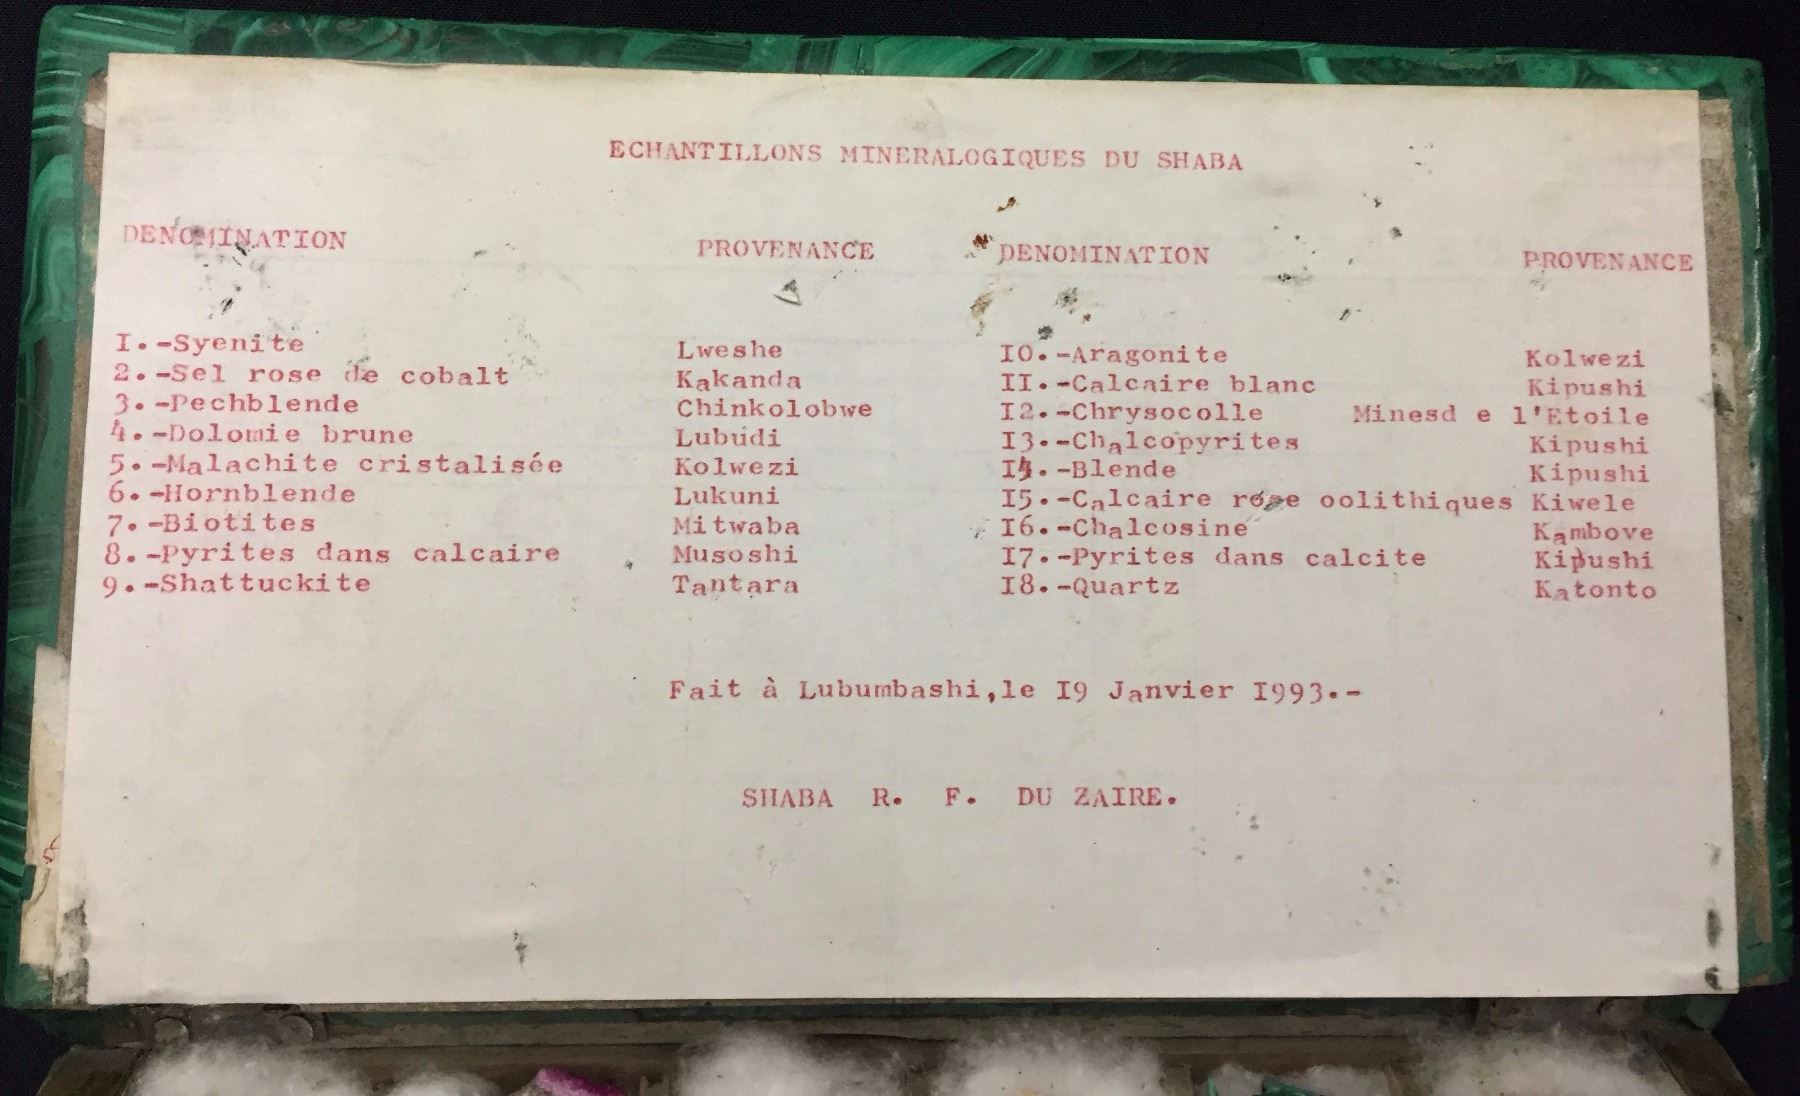 ECHANTILLONS MINERALOGIQUES DU SHABA
DENOMINATION PROVENANCE DENOMINATION PROVENANCE
I.-Syenite Lweshe I0.-Aragonite Kolwezi
2.-Sel rose de cobalt Kakanda II.-Calcaire blanc Kipushi
3.-Pechblende Chinkolobwe I2.-Chrysocolle Minesd e l'Etoile
4.-Dolomie brune Lubudi I3.-Chalcopyrites Kipushi
5.-Malachite cristalisée Kolwezi I4.-Blende Kipushi
6.-Hornblende Lukuni I5.-Calcaire rose oolithiques Kiwele
7.-Biotites Mitwaba I6.-Chalcosine Kambove
8.-Pyrites dans calcaire Musoshi I7.-Pyrites dans calcite Kipushi
9.-Shattuckite Tantara I8.-Quartz Katonto
Fait à Lubumbashi,le I9 Janvier I993.-
SHABA R. F. DU ZAIRE.